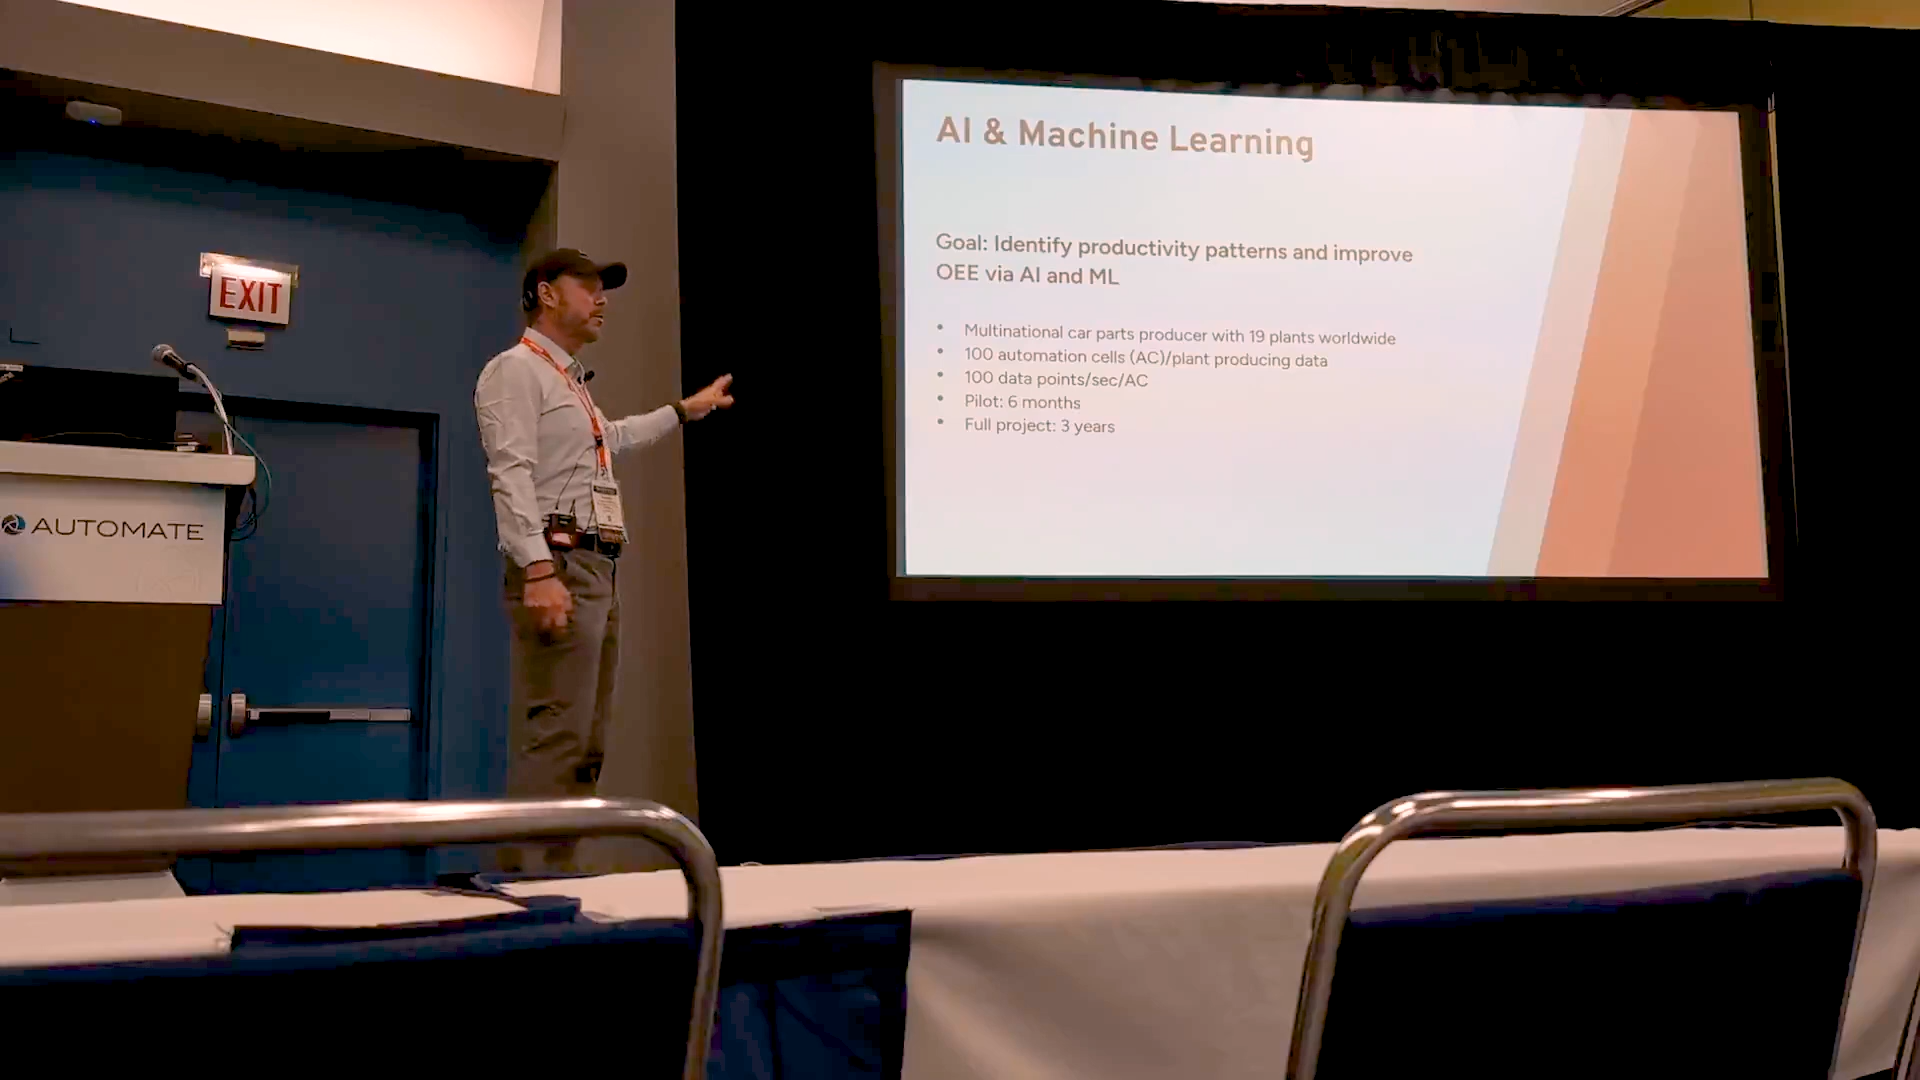 AI & Machine Learning
Goal: Identify productivity patterns and improve
OEE via AI and ML
• Multinational car parts producer with 19 plants worldwide
• 100 automation cells (AC)/plant producing data
• 100 data points/sec/AC
• Pilot: 6 months
• Full project: 3 years
EXIT
AUTOMATE